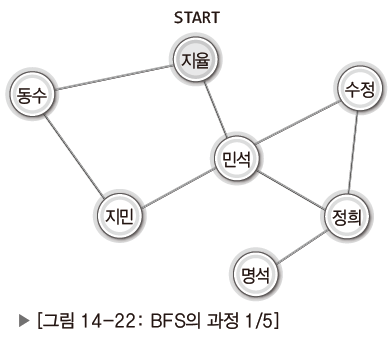 START
지율
동수
수정
민석
지민
정희
명석
▶ [그림 14-22: BFS의 과정 1/5]